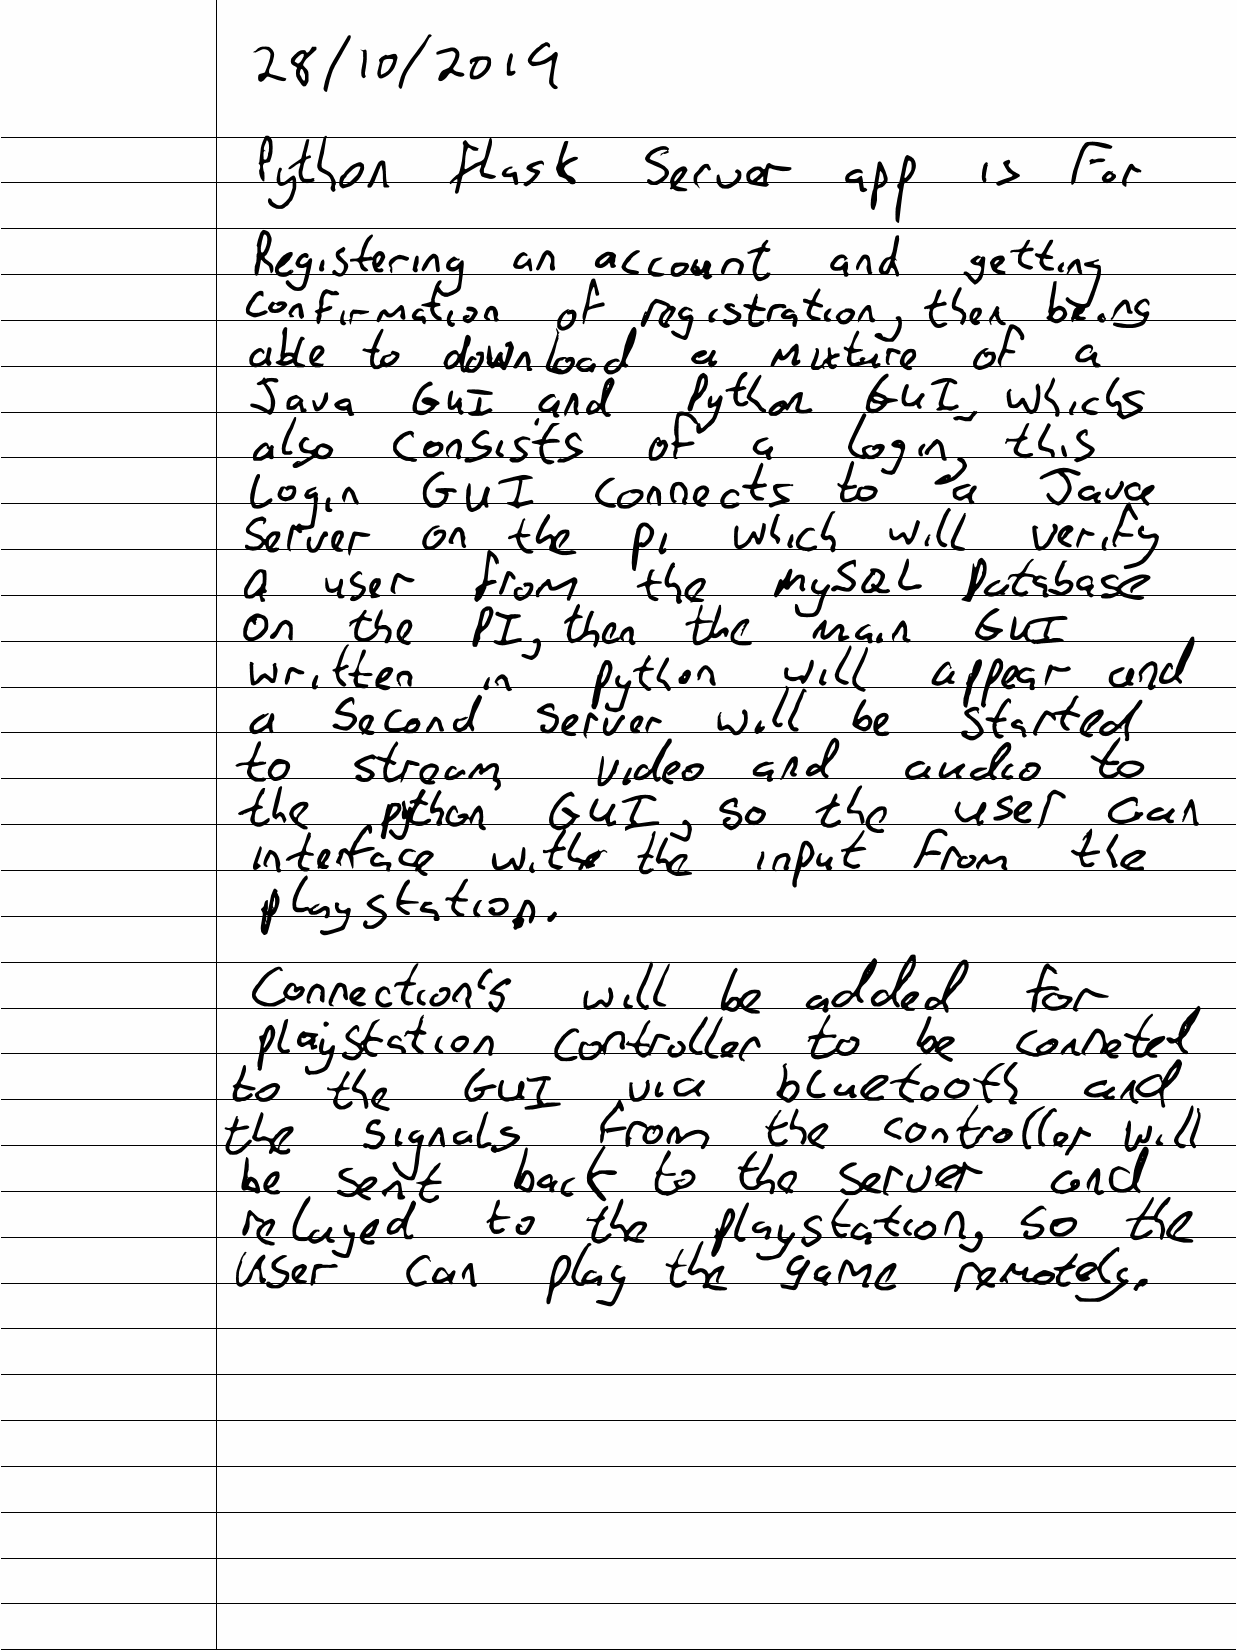 28/10/2019
Python flask Server app is For
Registering an account and getting
confirmation of registration, then being
able to download a mixture of a
Java GUI and Python GUI, whichs
also consists of a login, this
Login GUI connects to a Java
Server on the pi which will verify
a user from the mySQL Database
on the PI, then the main GUI
written in python will appear and
a second server will be started
to stream video and audio to
the python GUI, so the user can
interface with the input from the
playstation.
Connection's will be added for
playstation controller to be conneted
to the GUI via bluetooth and
the signals from the controller will
be sent back to the server and
relayed to the playstation, so the
user can play the game remotely.